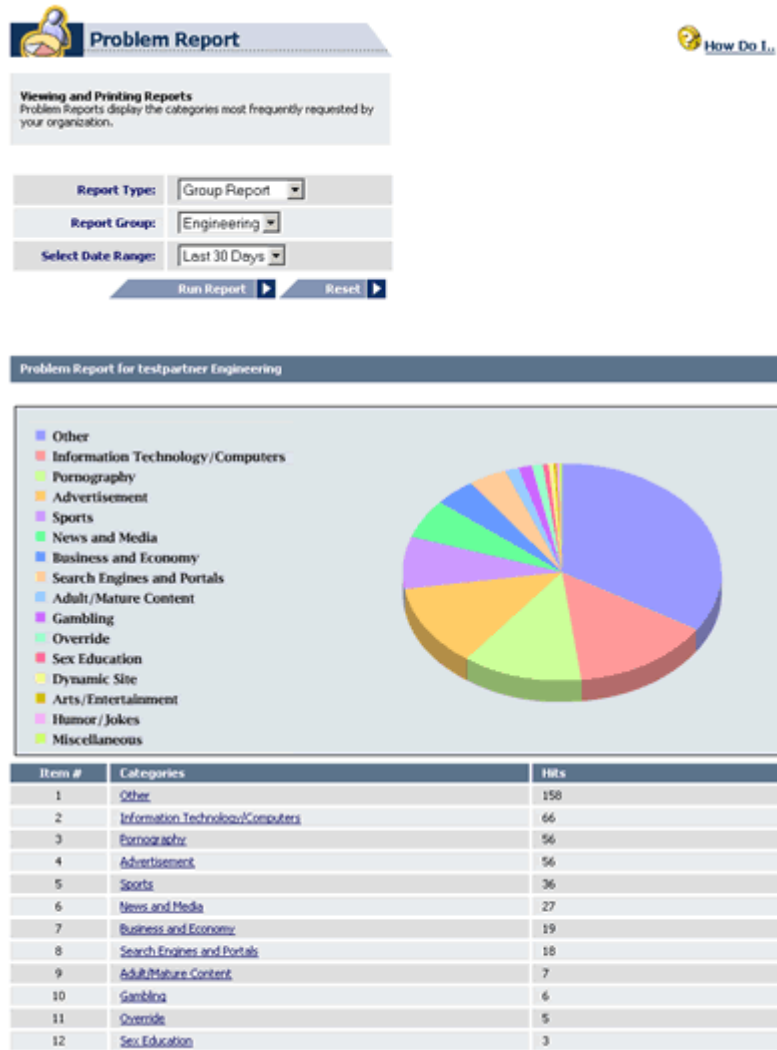 Problem Report
How Do I..
Viewing and Printing Reports
Problem Reports display the categories most frequently requested by
your organization.
Report Type: Group Report
Report Group: Engineering
Select Date Range: Last 30 Days
Run Report Reset
Problem Report for testpartner Engineering
Other
Information Technology/Computers
Pornography
Advertisement
Sports
News and Media
Business and Economy
Search Engines and Portals
Adult/Mature Content
Gambling
Override
Sex Education
Dynamic Site
Arts/Entertainment
Humor/Jokes
Miscellaneous
Item # Categories Hits
1 Other 158
2 Information Technology/Computers 66
3 Pornography 56
4 Advertisement 56
5 Sports 36
6 News and Media 27
7 Business and Economy 19
8 Search Engines and Portals 18
9 Adult/Mature Content 7
10 Gambling 6
11 Override 5
12 Sex Education 3